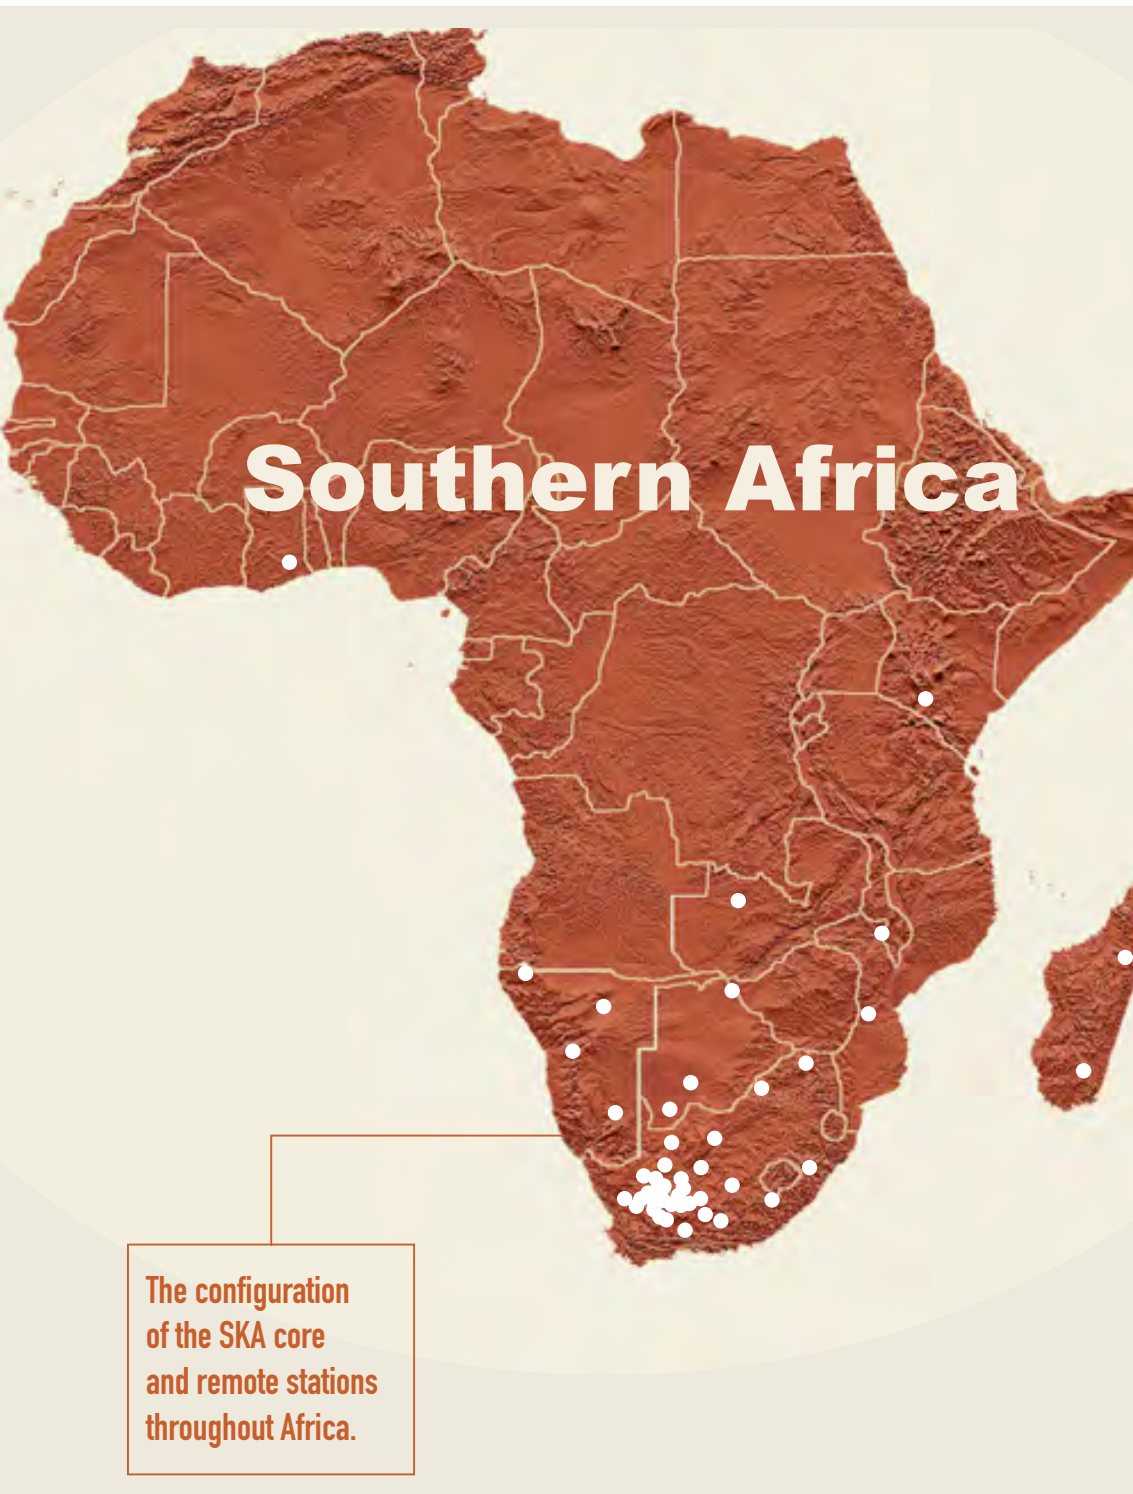 Southern Africa
The configuration
of the SKA core
and remote stations
throughout Africa.